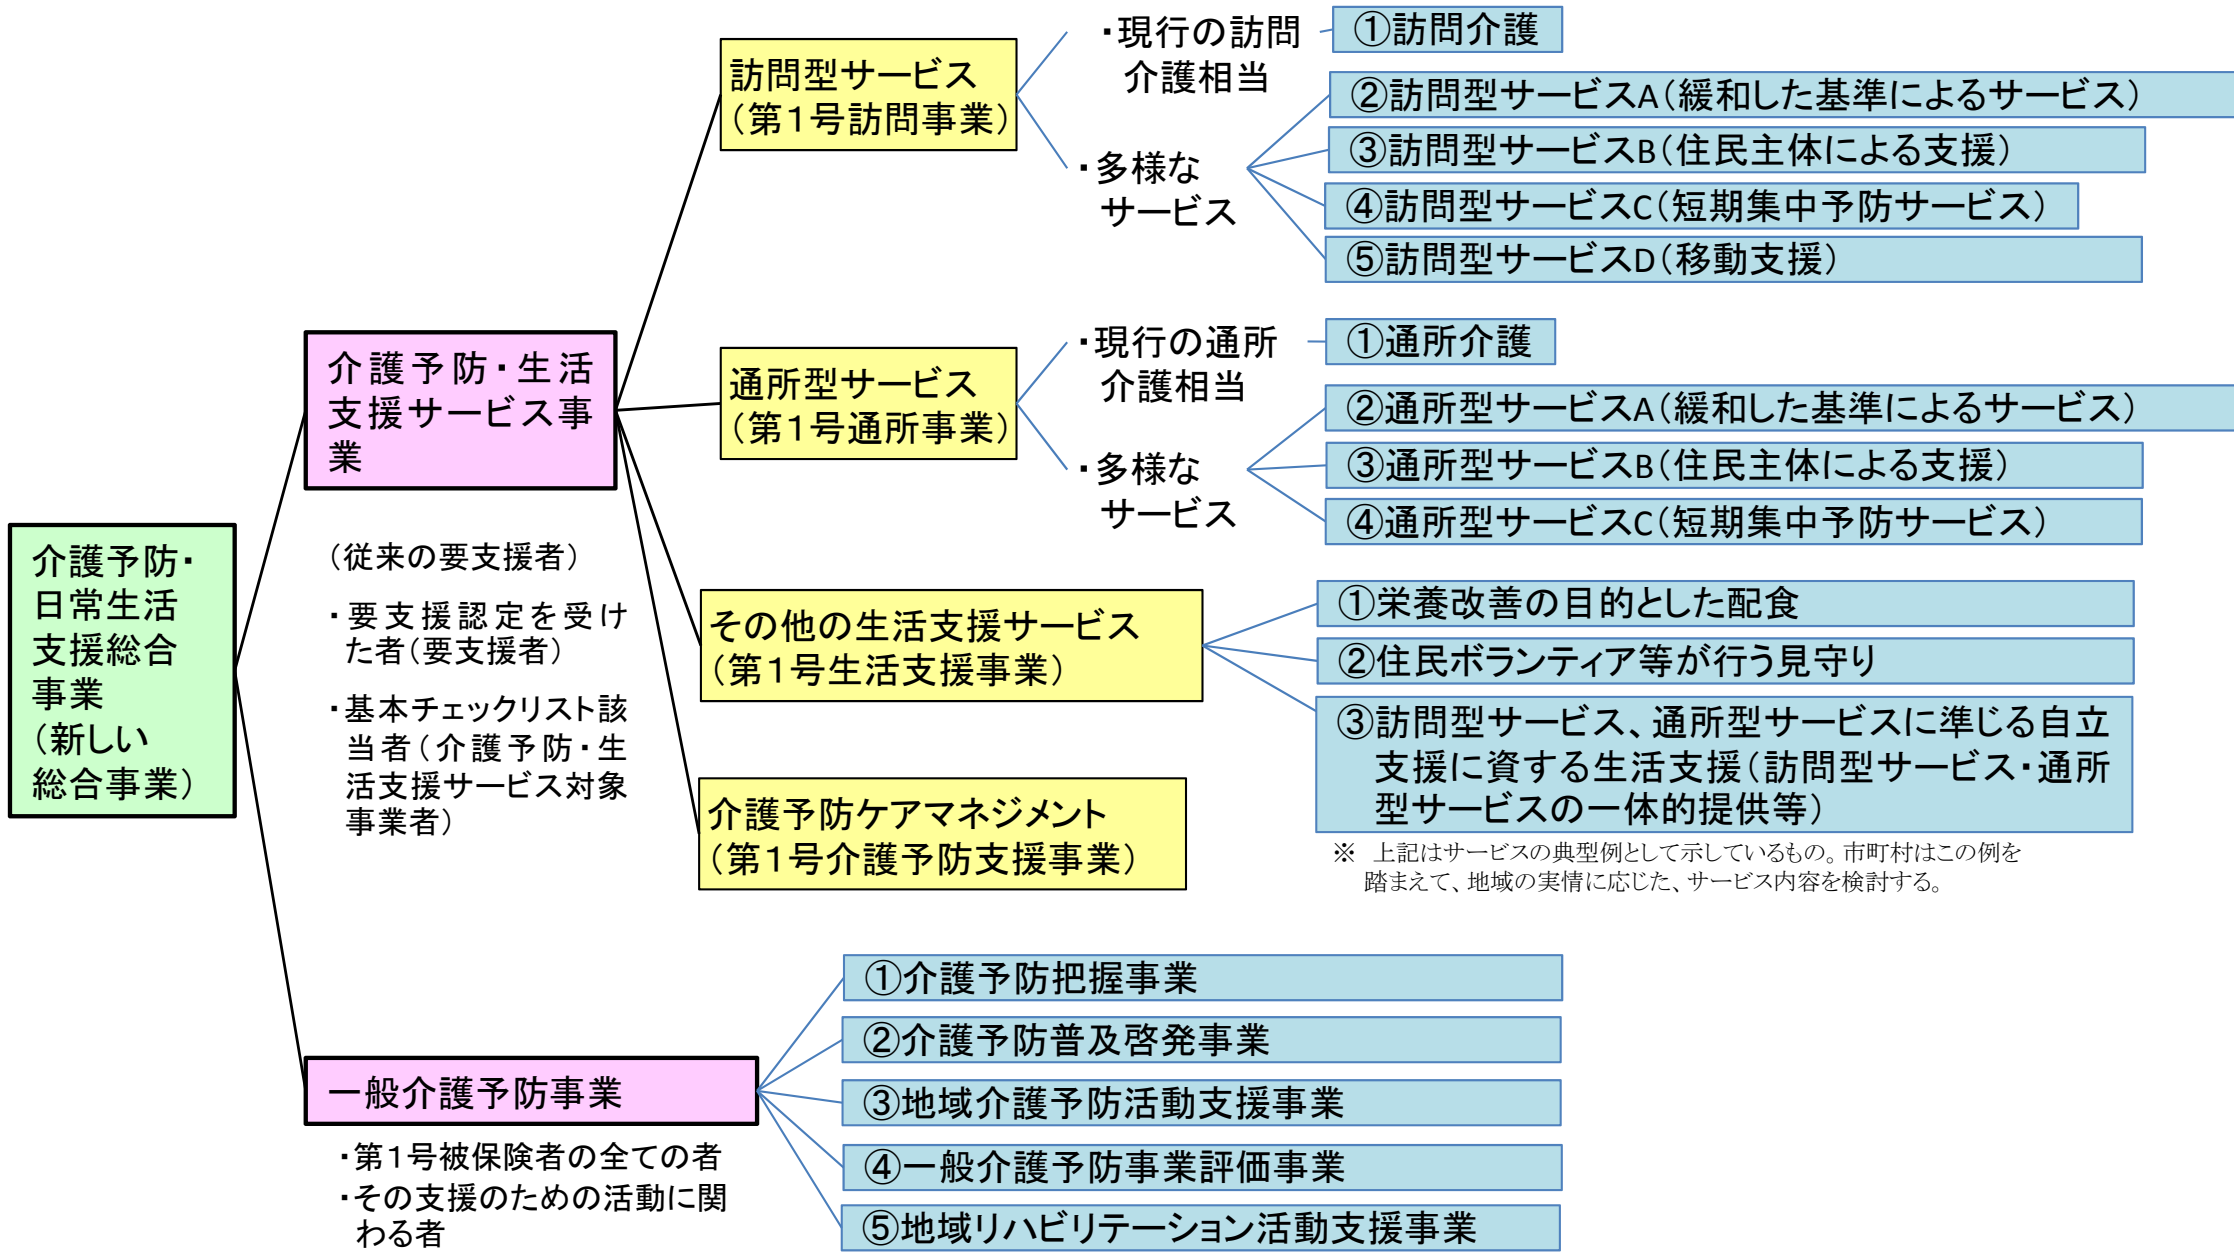 介護予防・
日常生活
支援総合
事業
（新しい
総合事業）
介護予防・生活
支援サービス事
業
（従来の要支援者）
・要支援認定を受け
た者（要支援者）
・基本チェックリスト該
当者（介護予防・生
活支援サービス対象
事業者）
訪問型サービス
（第１号訪問事業）
・現行の訪問
介護相当
①訪問介護
・多様な
サービス
②訪問型サービスA（緩和した基準によるサービス）
③訪問型サービスB（住民主体による支援）
④訪問型サービスC（短期集中予防サービス）
⑤訪問型サービスD（移動支援）
通所型サービス
（第１号通所事業）
・現行の通所
介護相当
①通所介護
・多様な
サービス
②通所型サービスA（緩和した基準によるサービス）
③通所型サービスB（住民主体による支援）
④通所型サービスC（短期集中予防サービス）
その他の生活支援サービス
（第１号生活支援事業）
①栄養改善の目的とした配食
②住民ボランティア等が行う見守り
③訪問型サービス、通所型サービスに準じる自立
支援に資する生活支援（訪問型サービス・通所
型サービスの一体的提供等）
介護予防ケアマネジメント
（第１号介護予防支援事業）
※　上記はサービスの典型例として示しているもの。市町村はこの例を
踏まえて、地域の実情に応じた、サービス内容を検討する。
一般介護予防事業
・第１号被保険者の全ての者
・その支援のための活動に関
わる者
①介護予防把握事業
②介護予防普及啓発事業
③地域介護予防活動支援事業
④一般介護予防事業評価事業
⑤地域リハビリテーション活動支援事業